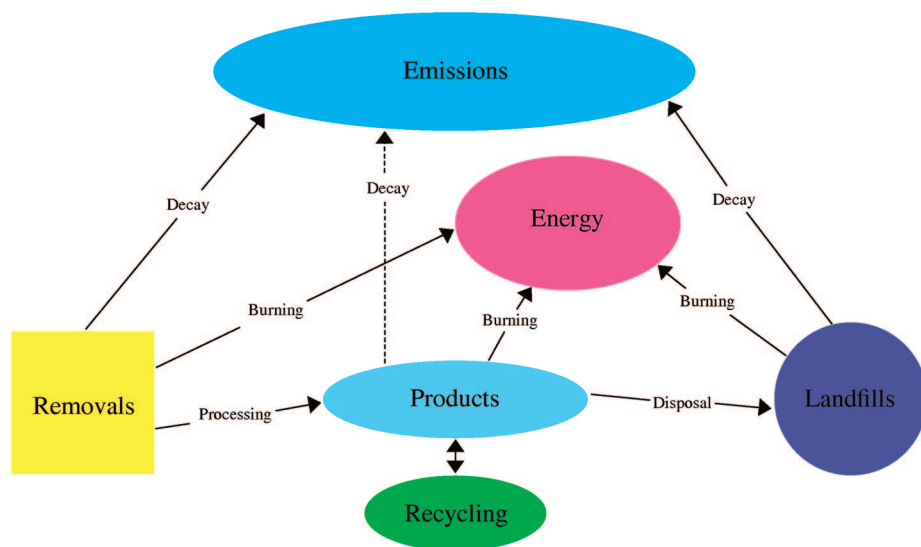 Emissions
Decay
Decay
Decay
Energy
Burning
Burning
Burning
Removals
Processing
Products
Disposal
Landfills
Recycling